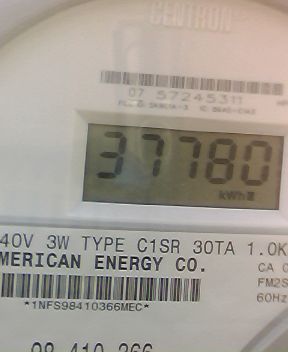 CENTRON
07 57245311
37780
kWh
40V 3W TYPE C1SR 30TA 1.0K
MERICAN ENERGY CO.
CA 0
FM2S
*1NFS98410366MEC*
60Hz
98 410 366